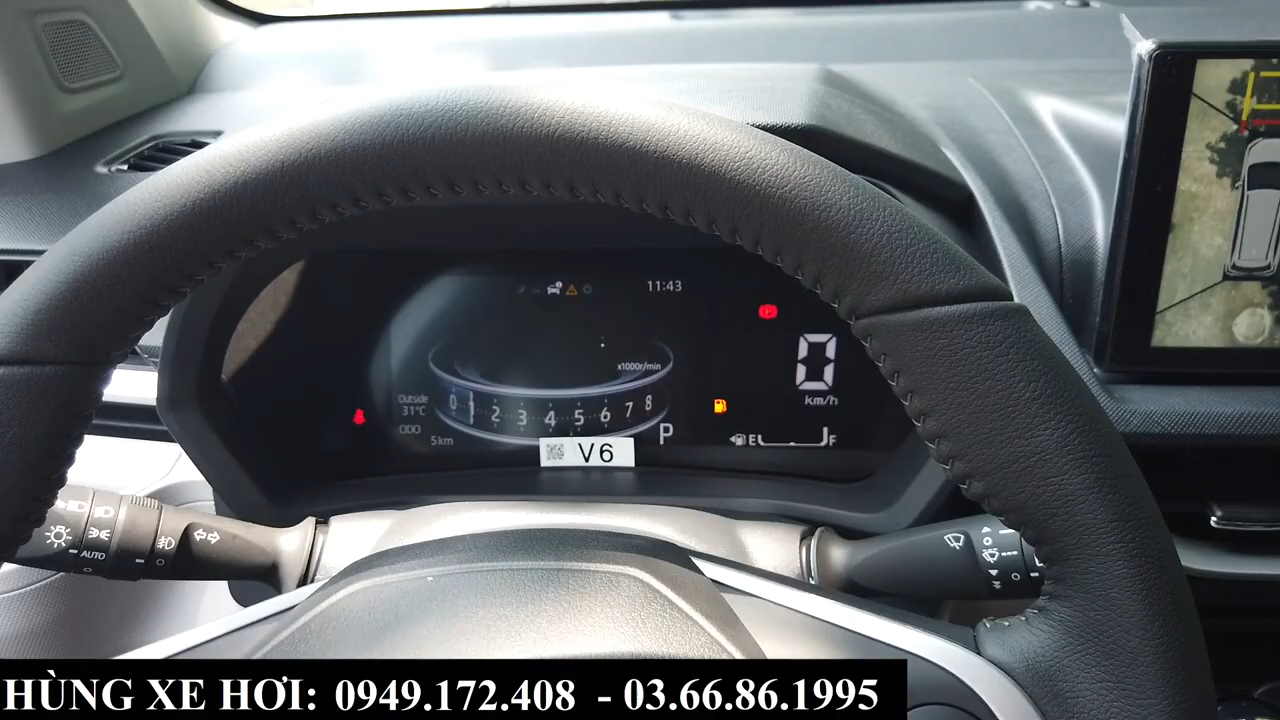 11:43
x1000r/min
0 1 2 3 4 5 6 7 8
Outside
31°C
ODO
5km
V6
P
0
km/h
E F
AUTO
HÙNG XE HƠI: 0949.172.408 - 03.66.86.1995